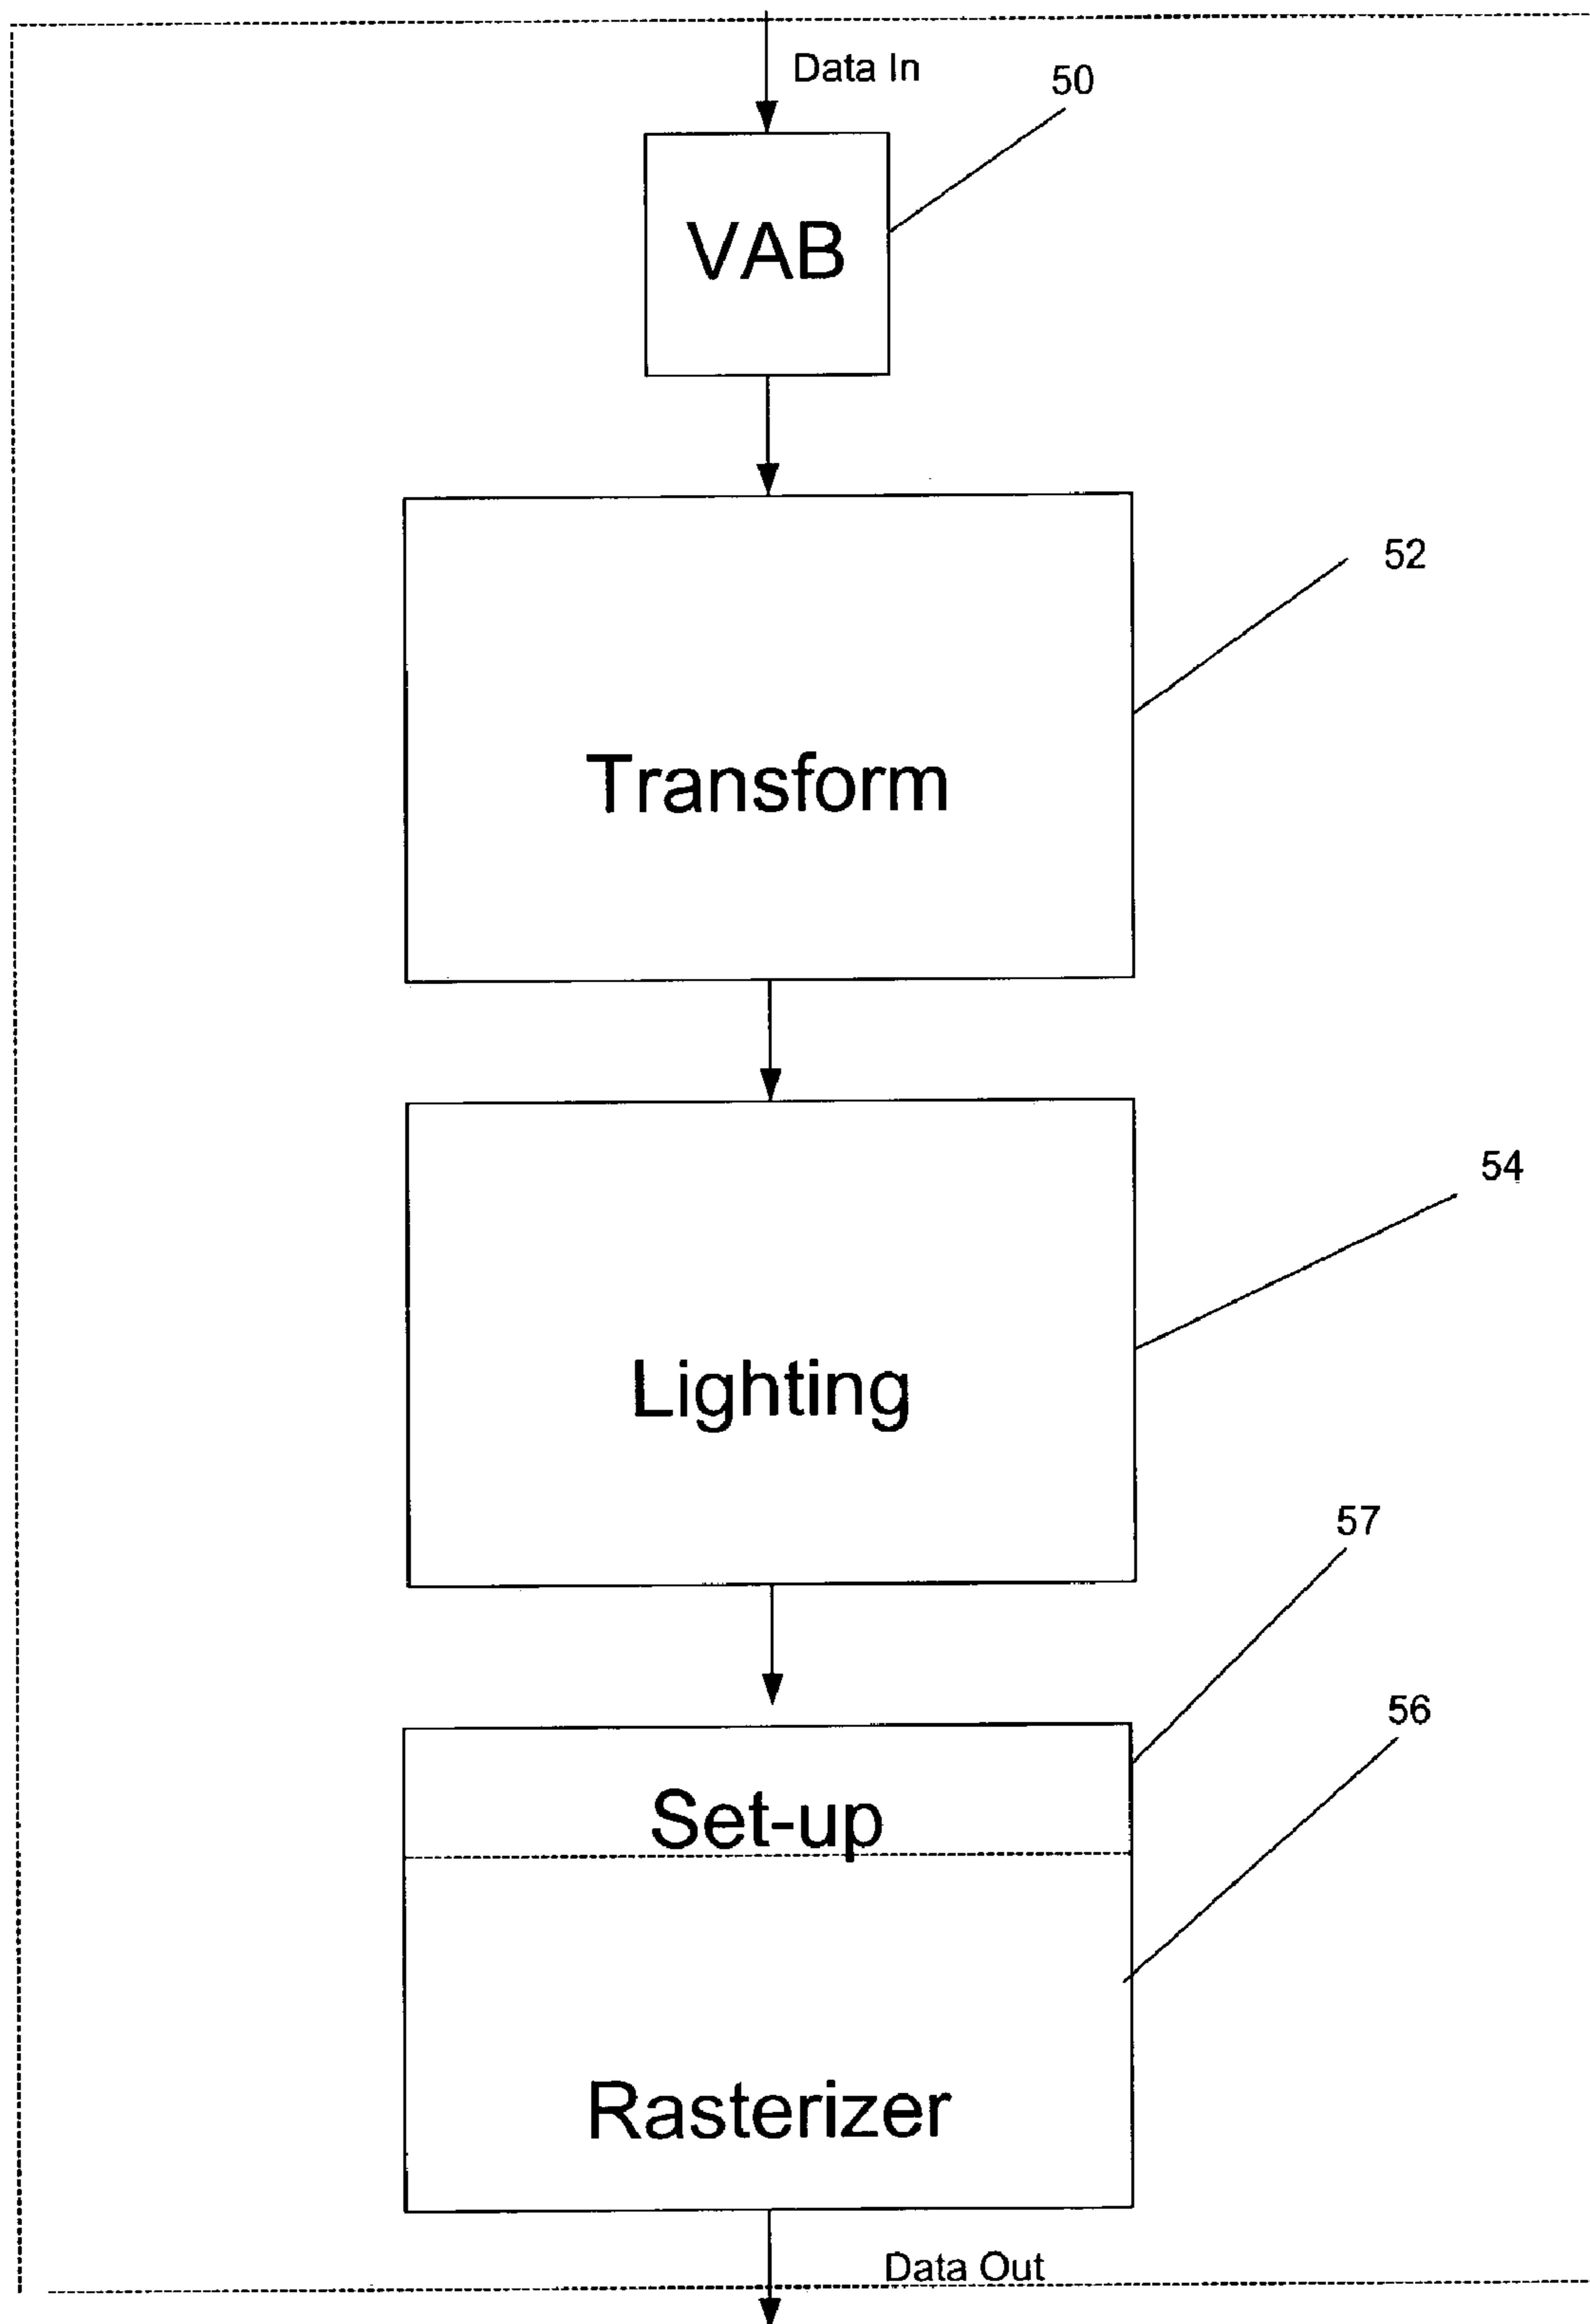 Data In
50
VAB
52
Transform
54
Lighting
57
Set-up
56
Rasterizer
Data Out